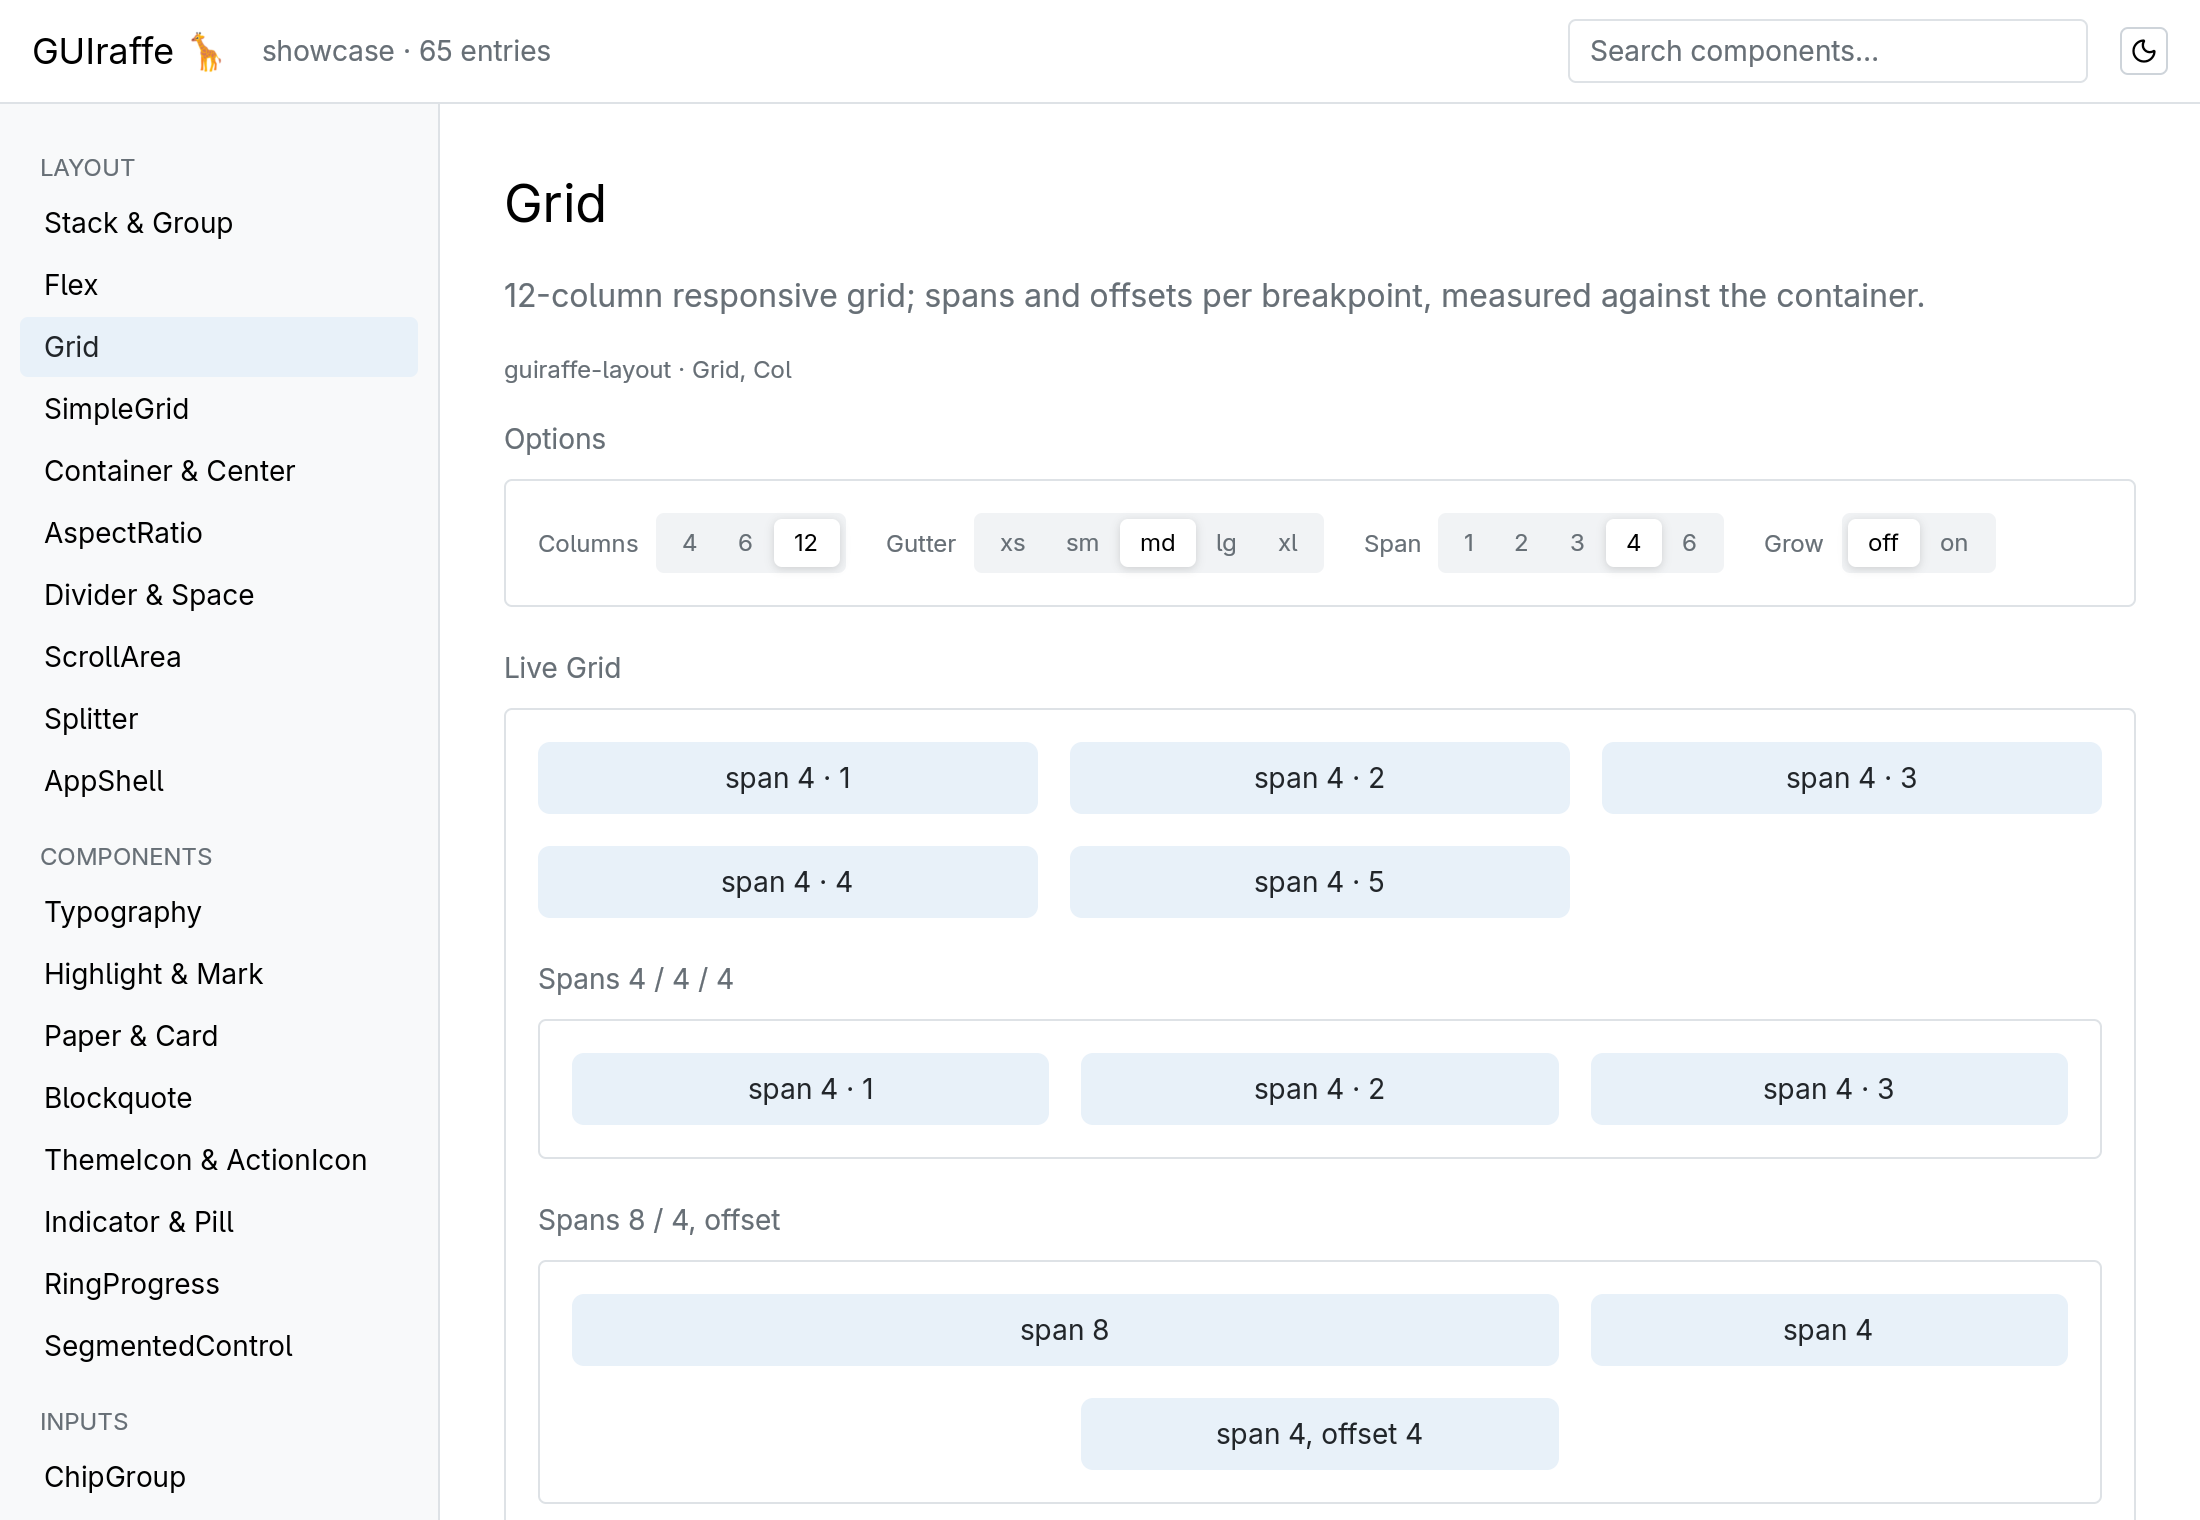 GUIraffe 🦒 showcase · 65 entries Search components...
LAYOUT
Stack & Group
Flex
Grid
SimpleGrid
Container & Center
AspectRatio
Divider & Space
ScrollArea
Splitter
AppShell
COMPONENTS
Typography
Highlight & Mark
Paper & Card
Blockquote
ThemeIcon & ActionIcon
Indicator & Pill
RingProgress
SegmentedControl
INPUTS
ChipGroup
Grid
12-column responsive grid; spans and offsets per breakpoint, measured against the container.
guiraffe-layout · Grid, Col
Options
Columns 4 6 12 Gutter xs sm md lg xl Span 1 2 3 4 6 Grow off on
Live Grid
span 4 · 1 span 4 · 2 span 4 · 3
span 4 · 4 span 4 · 5
Spans 4 / 4 / 4
span 4 · 1 span 4 · 2 span 4 · 3
Spans 8 / 4, offset
span 8 span 4
span 4, offset 4